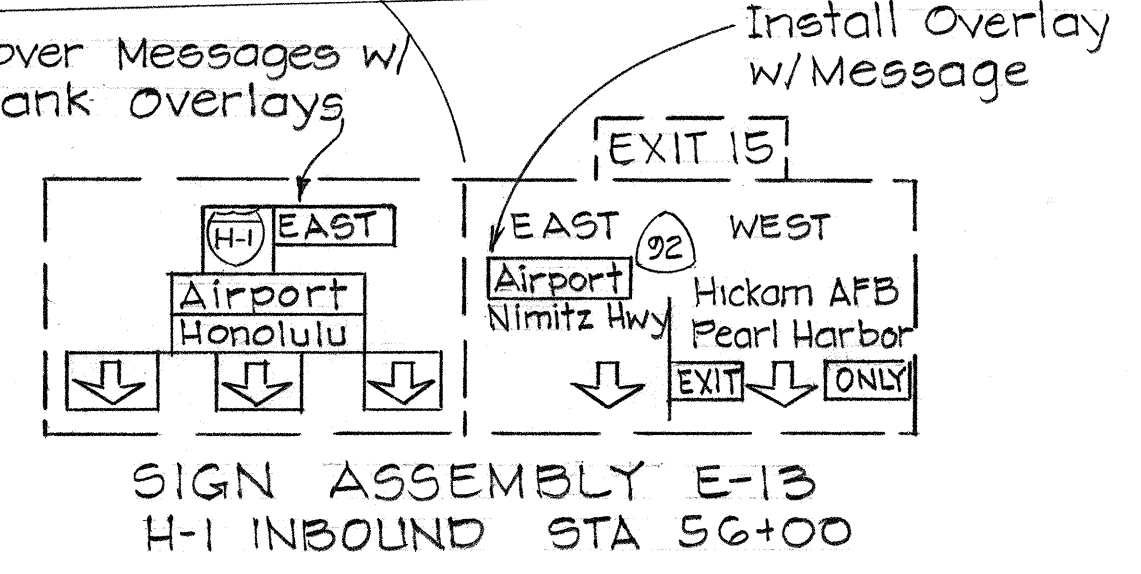 Install Overlay
w/Message
over Messages w/
ank Overlays
EXIT 15
H-1 EAST
Airport
Honolulu
EAST 92 WEST
Airport
Nimitz Hwy
Hickam AFB
Pearl Harbor
EXIT ONLY
SIGN ASSEMBLY E-13
H-1 INBOUND STA 56+00